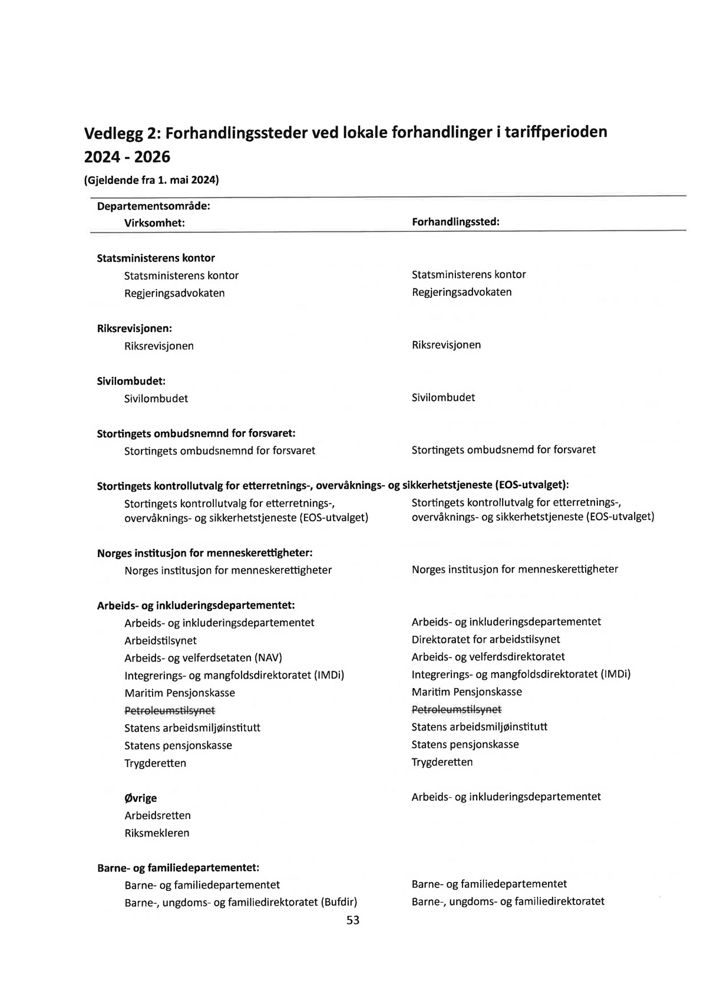 Vedlegg 2: Forhandlingssteder ved lokale forhandlinger i tariffperioden
2024 - 2026
(Gjeldende fra 1. mai 2024)
Departementsområde:
Virksomhet: Forhandlingssted:
Statsministerens kontor
Statsministerens kontor Statsministerens kontor
Regjeringsadvokaten Regjeringsadvokaten
Riksrevisjonen:
Riksrevisjonen Riksrevisjonen
Sivilombudet:
Sivilombudet Sivilombudet
Stortingets ombudsnemnd for forsvaret:
Stortingets ombudsnemnd for forsvaret Stortingets ombudsnemd for forsvaret
Stortingets kontrollutvalg for etterretnings-, overvåknings- og sikkerhetstjeneste (EOS-utvalget):
Stortingets kontrollutvalg for etterretnings-, Stortingets kontrollutvalg for etterretnings-,
overvåknings- og sikkerhetstjeneste (EOS-utvalget) overvåknings- og sikkerhetstjeneste (EOS-utvalget)
Norges institusjon for menneskerettigheter:
Norges institusjon for menneskerettigheter Norges institusjon for menneskerettigheter
Arbeids- og inkluderingsdepartementet:
Arbeids- og inkluderingsdepartementet Arbeids- og inkluderingsdepartementet
Arbeidstilsynet Direktoratet for arbeidstilsynet
Arbeids- og velferdsetaten (NAV) Arbeids- og velferdsdirektoratet
Integrerings- og mangfoldsdirektoratet (IMDi) Integrerings- og mangfoldsdirektoratet (IMDi)
Maritim Pensjonskasse Maritim Pensjonskasse
Petroleumstilsynet Petroleumstilsynet
Statens arbeidsmiljøinstitutt Statens arbeidsmiljøinstitutt
Statens pensjonskasse Statens pensjonskasse
Trygderetten Trygderetten
Øvrige Arbeids- og inkluderingsdepartementet
Arbeidsretten
Riksmekleren
Barne- og familiedepartementet:
Barne- og familiedepartementet Barne- og familiedepartementet
Barne-, ungdoms- og familiedirektoratet (Bufdir) Barne-, ungdoms- og familiedirektoratet
53